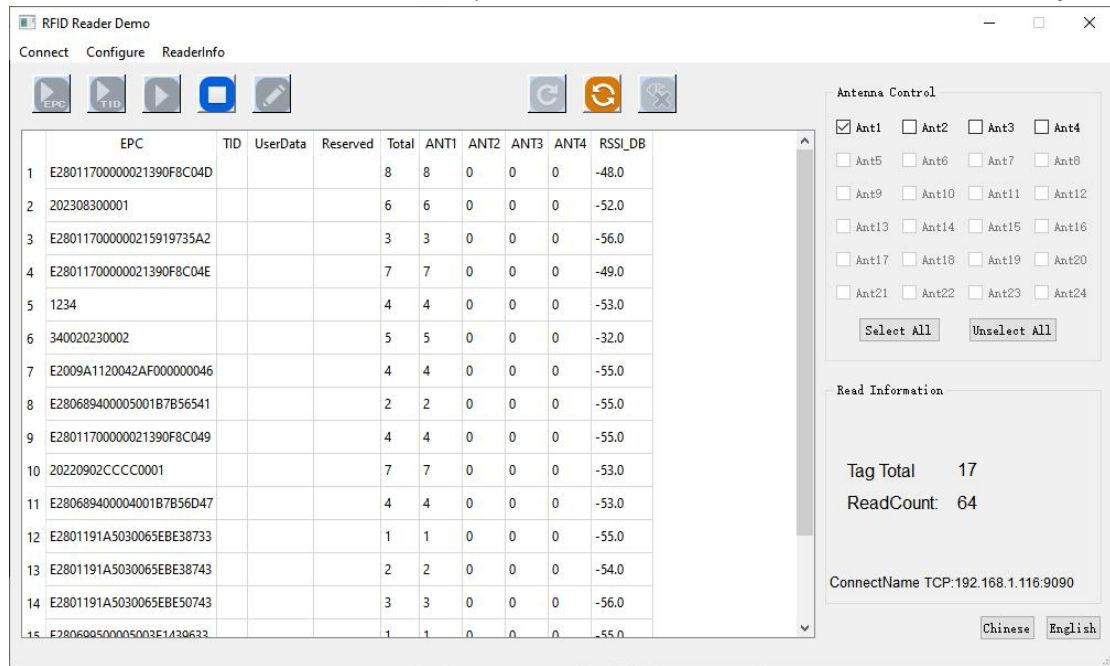 RFID Reader Demo
Connect Configure ReaderInfo
EPC TID
EPC TID UserData Reserved Total ANT1 ANT2 ANT3 ANT4 RSSI_DB
1 E28011700000021390F8C04D 8 8 0 0 0 -48.0
2 202308300001 6 6 0 0 0 -52.0
3 E280117000000215919735A2 3 3 0 0 0 -56.0
4 E28011700000021390F8C04E 7 7 0 0 0 -49.0
5 1234 4 4 0 0 0 -53.0
6 340020230002 5 5 0 0 0 -32.0
7 E2009A1120042AF000000046 4 4 0 0 0 -55.0
8 E280689400005001B7B56541 2 2 0 0 0 -55.0
9 E28011700000021390F8C049 4 4 0 0 0 -55.0
10 20220902CCCC0001 7 7 0 0 0 -53.0
11 E280689400004001B7B56D47 4 4 0 0 0 -53.0
12 E2801191A5030065EBE38733 1 1 0 0 0 -55.0
13 E2801191A5030065EBE38743 2 2 0 0 0 -54.0
14 E2801191A5030065EBE50743 3 3 0 0 0 -56.0
15 E280699500005003F1439633 1 1 0 0 0 -55.0
Antenna Control
Ant1 Ant2 Ant3 Ant4
Ant5 Ant6 Ant7 Ant8
Ant9 Ant10 Ant11 Ant12
Ant13 Ant14 Ant15 Ant16
Ant17 Ant18 Ant19 Ant20
Ant21 Ant22 Ant23 Ant24
Select All Unselect All
Read Information
Tag Total 17
ReadCount: 64
ConnectName TCP:192.168.1.116:9090
Chinese English